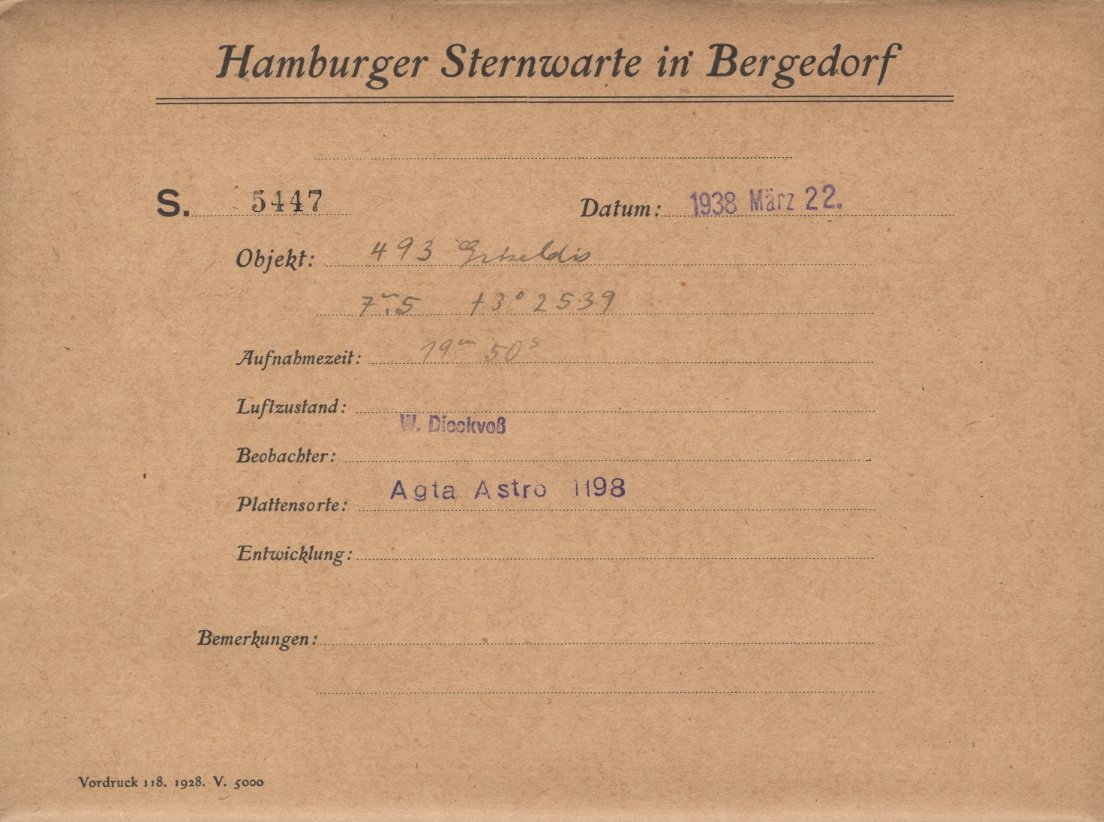 Hamburger Sternwarte in Bergedorf
S. 5447 Datum: 1938 März 22.
Objekt: 493 Griseldis
7m.5 +3° 2539
Aufnahmezeit: 19m 50s
Luftzustand:
W. Dieckvoß
Beobachter:
Plattensorte: Agfa Astro 1198
Entwicklung:
Bemerkungen:
Vordruck 118. 1928. V. 5000